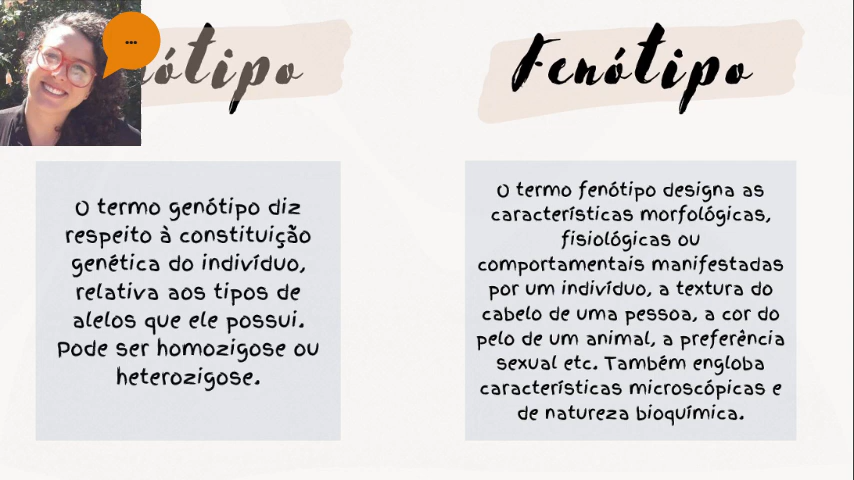 Fenótipo
O termo genótipo diz
respeito à constituição
genética do indivíduo,
relativa aos tipos de
alelos que ele possui.
Pode ser homozigose ou
heterozigose.
O termo fenótipo designa as
características morfológicas,
fisiológicas ou
comportamentais manifestadas
por um indivíduo, a textura do
cabelo de uma pessoa, a cor do
pelo de um animal, a preferência
sexual etc. Também engloba
características microscópicas e
de natureza bioquímica.